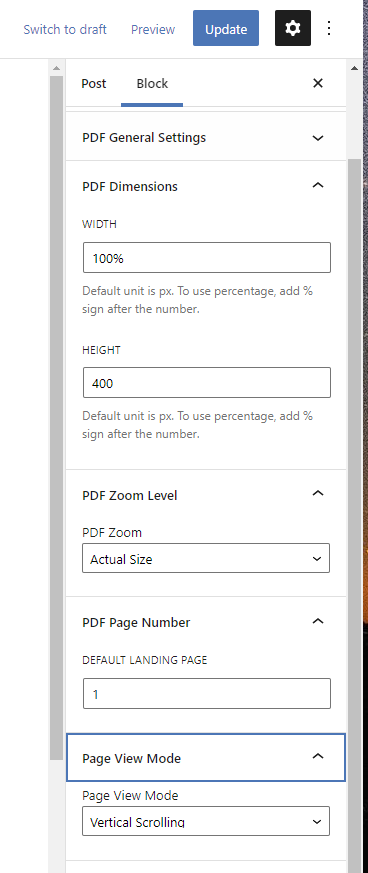 Switch to draft Preview Update
Post Block
PDF General Settings
PDF Dimensions
WIDTH
100%
Default unit is px. To use percentage, add %
sign after the number.
HEIGHT
400
Default unit is px. To use percentage, add %
sign after the number.
PDF Zoom Level
PDF Zoom
Actual Size
PDF Page Number
DEFAULT LANDING PAGE
1
Page View Mode
Page View Mode
Vertical Scrolling